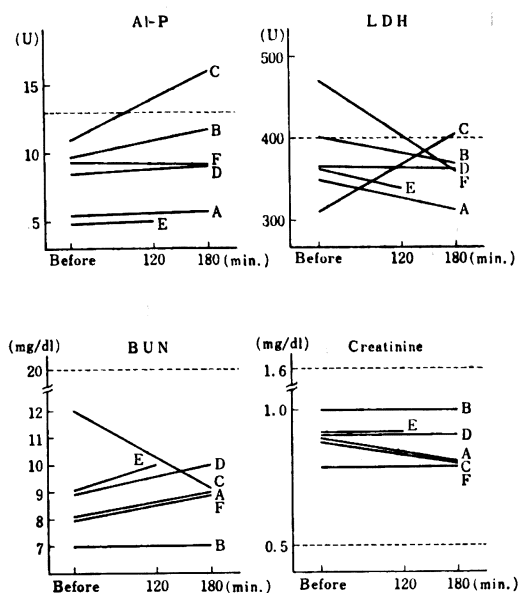 Al-P
(U)
15
10
5
C
B
F
D
A
E
Before 120 180 (min.)
LDH
(U)
500
400
300
C
B
D
F
E
A
Before 120 180 (min.)
BUN
(mg/dl)
20
12
11
10
9
8
7
E
D
C
A
F
B
Before 120 180 (min.)
Creatinine
(mg/dl)
1.6
1.0
0.5
B
E
D
A
C
F
Before 120 180 (min.)